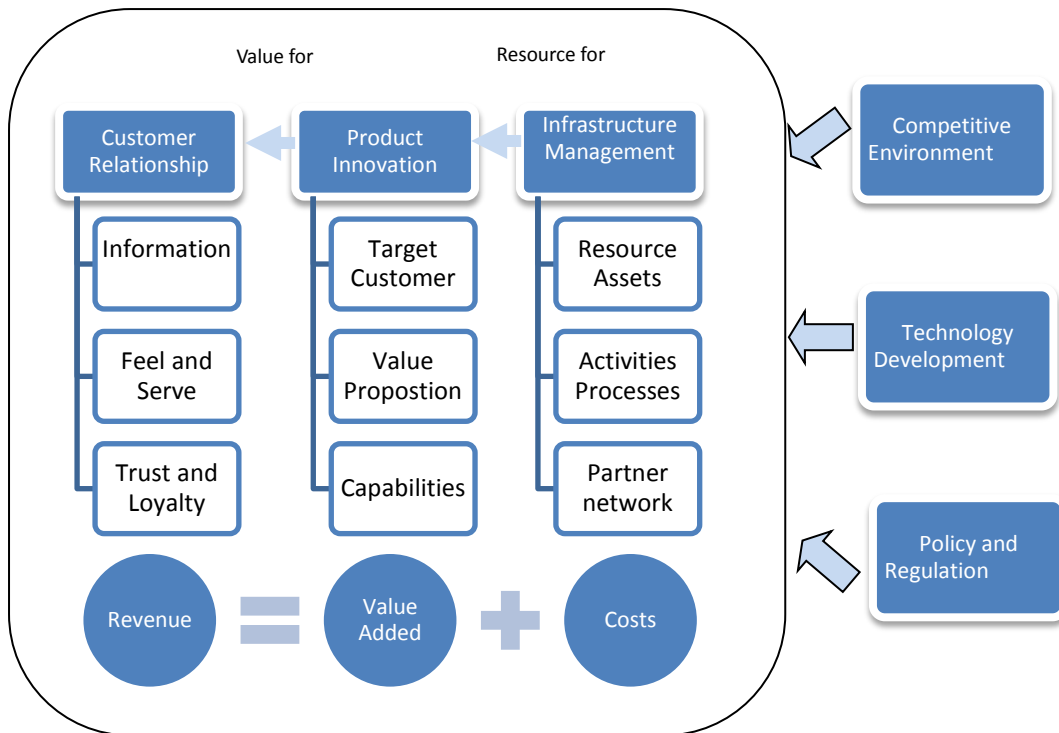 Value for
Resource for
Customer
Relationship
Product
Innovation
Infrastructure
Management
Information
Feel and
Serve
Trust and
Loyalty
Target
Customer
Value
Propostion
Capabilities
Resource
Assets
Activities
Processes
Partner
network
Revenue
=
Value
Added
+
Costs
Competitive
Environment
Technology
Development
Policy and
Regulation